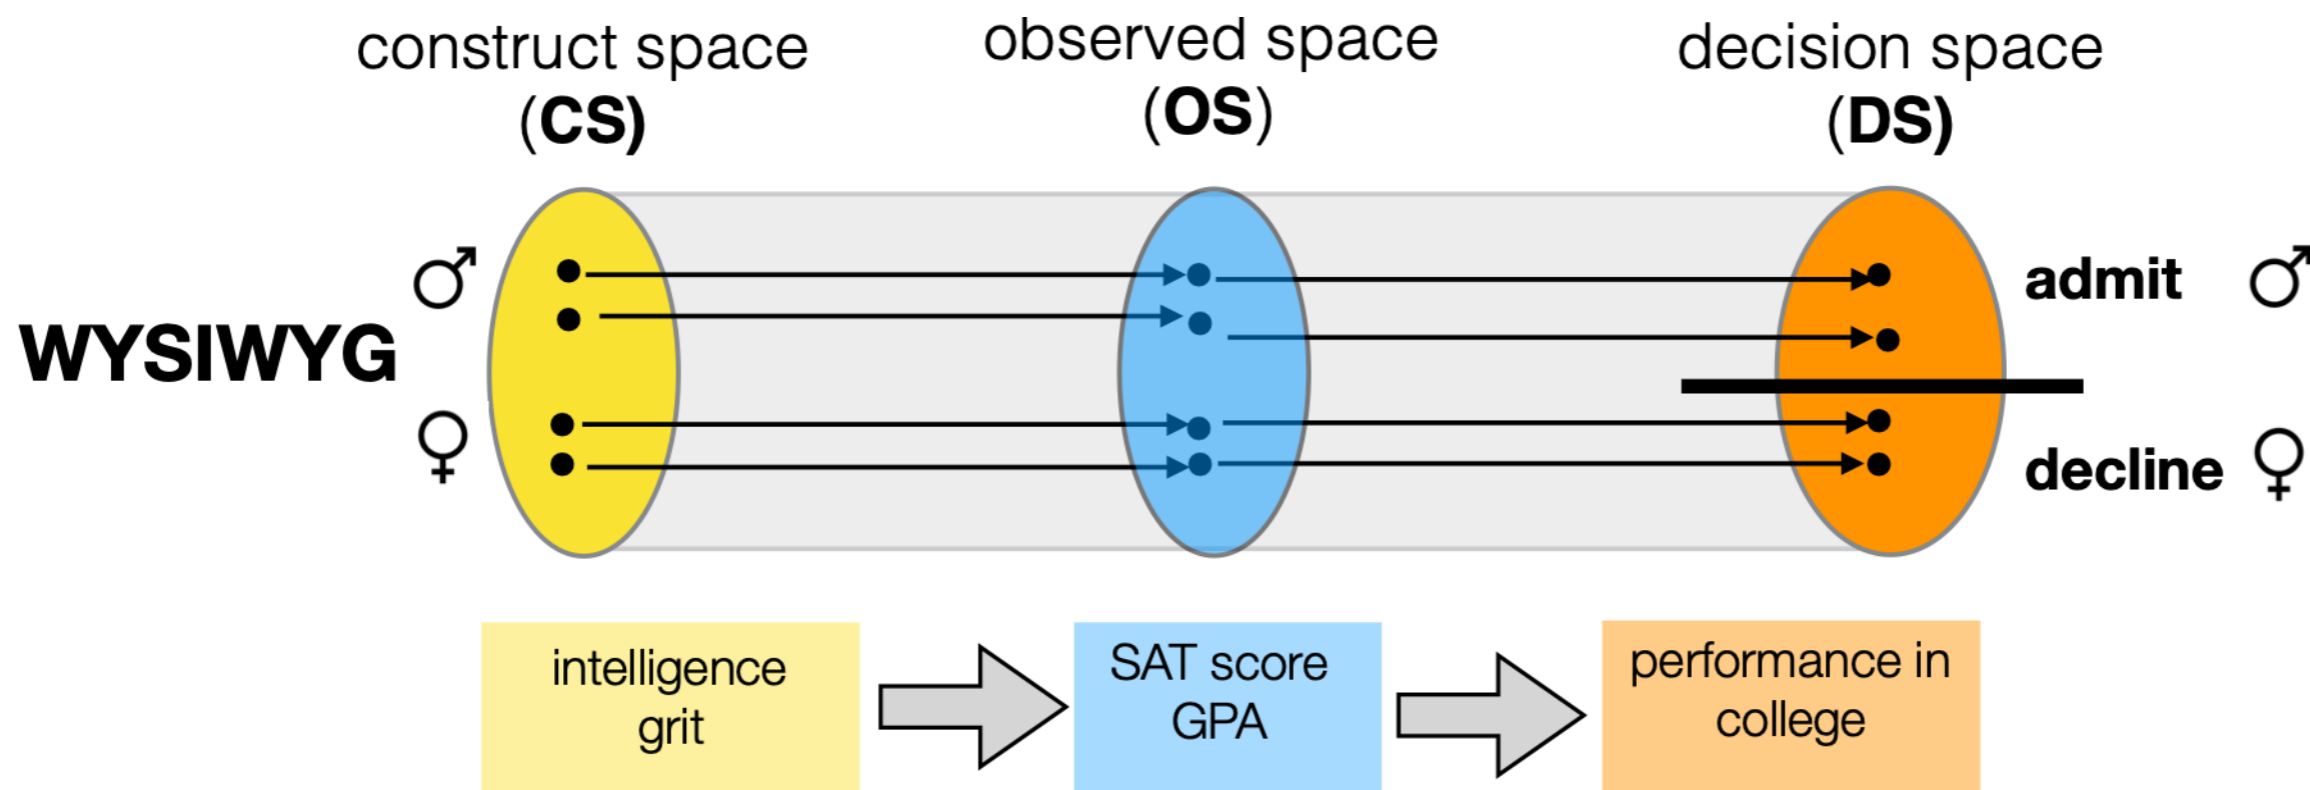 construct space
(CS)
observed space
(OS)
decision space
(DS)
WYSIWYG
♂
♀
admit ♂
decline ♀
intelligence
grit
SAT score
GPA
performance in
college